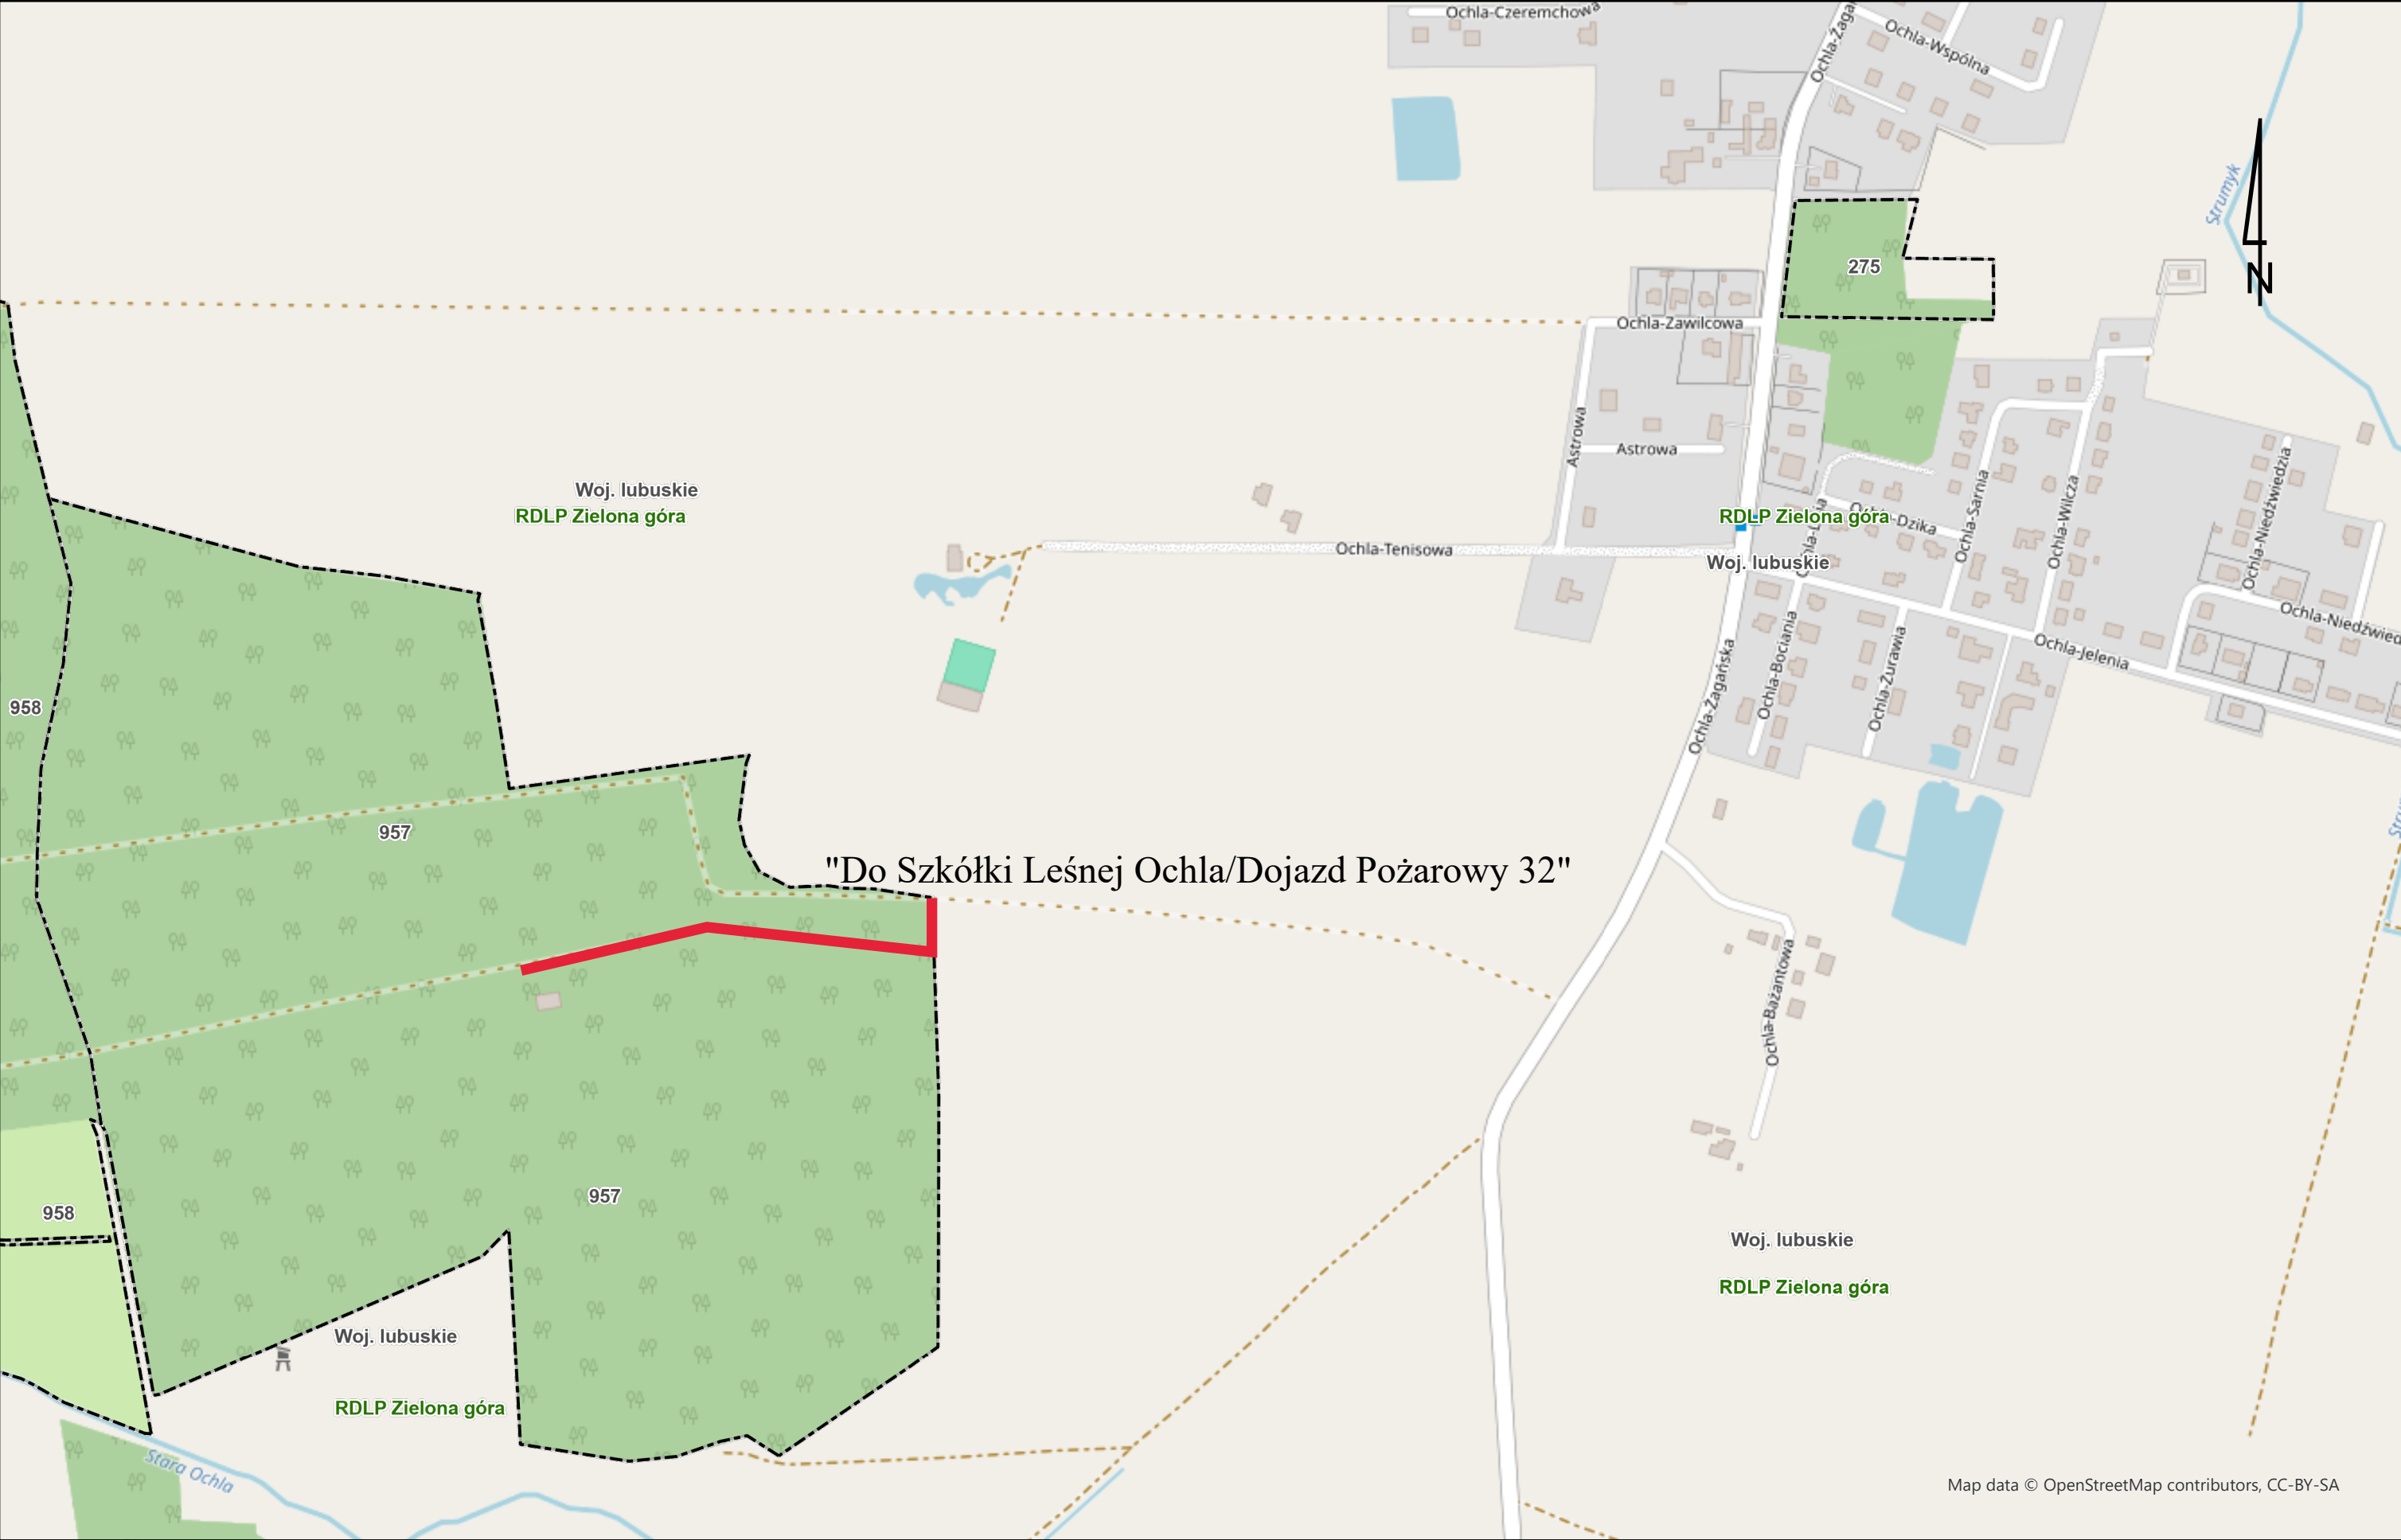 Ochla-Czeremchowa
Ochla-Żagań
Ochla-Wspólna
Strumyk
N
275
Ochla-Zawilcowa
Astrowa
Astrowa
Woj. lubuskie
RDLP Zielona góra
RDLP Zielona góra
Woj. lubuskie
Ochla-Dzika
Ochla-Sarnia
Ochla-Wilcza
Ochla-Niedźwiedzia
Ochla-Tenisowa
Ochla-Niedźwied
Ochla-Jelenia
Ochla-Bociania
Ochla-Żurawia
Ochla-Żagańska
958
957
"Do Szkółki Leśnej Ochla/Dojazd Pożarowy 32"
Ochla-Bażantowa
957
958
Woj. lubuskie
RDLP Zielona góra
Woj. lubuskie
RDLP Zielona góra
Stara Ochla
Map data © OpenStreetMap contributors, CC-BY-SA